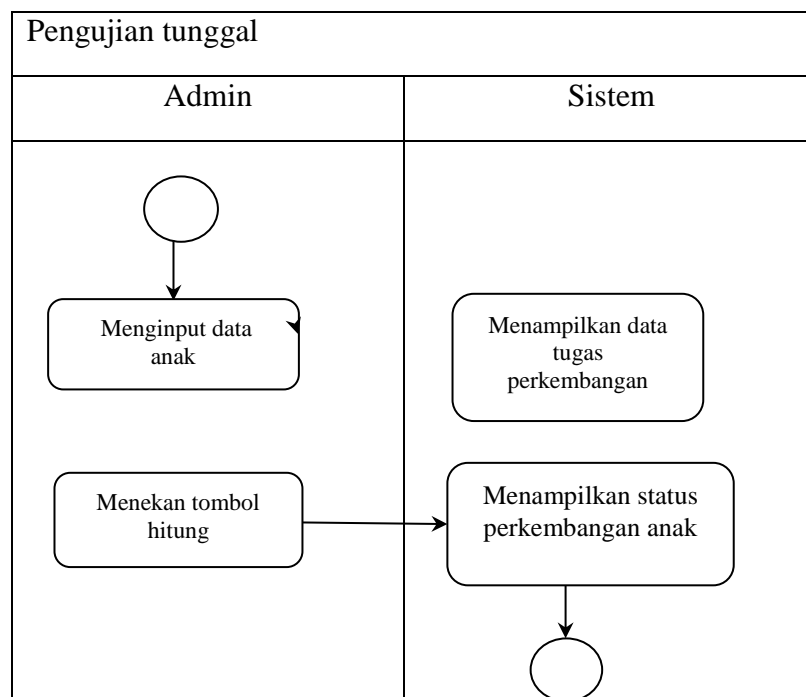 Pengujian tunggal
Admin
Sistem
Menginput data
anak
Menampilkan data
tugas
perkembangan
Menekan tombol
hitung
Menampilkan status
perkembangan anak